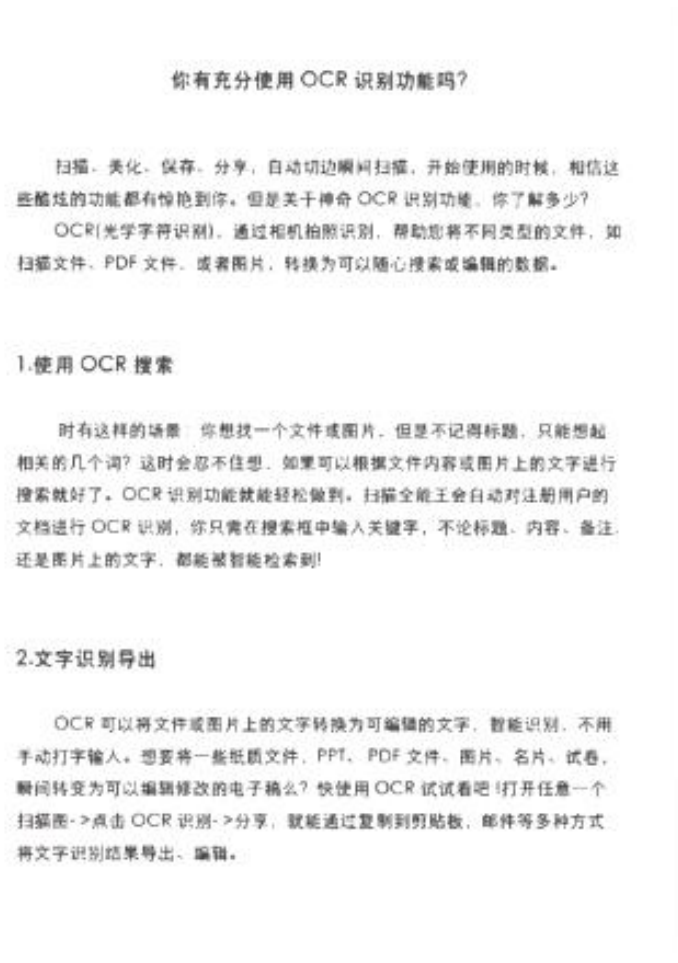 你有充分使用 OCR 识别功能吗?
扫描、美化、保存、分享，自动切边瞬间扫描，开始使用的时候，相信这
些酷炫的功能都有惊艳到你。但是关于神奇 OCR 识别功能，你了解多少?
OCR(光学字符识别)，通过相机拍照识别，帮助您将不同类型的文件，如
扫描文件、PDF 文件，或者图片，转换为可以随心搜索或编辑的数据。
1.使用 OCR 搜索
时有这样的场景：你想找一个文件或图片，但是不记得标题，只能想起
相关的几个词? 这时会忍不住想，如果可以根据文件内容或图片上的文字进行
搜索就好了。OCR 识别功能就能轻松做到。扫描全能王会自动对注册用户的
文档进行 OCR 识别，你只需在搜索框中输入关键字，不论标题、内容、备注，
还是图片上的文字，都能被智能检索到!
2.文字识别导出
OCR 可以将文件或图片上的文字转换为可编辑的文字，智能识别，不用
手动打字输入。想要将一些纸质文件，PPT、 PDF 文件、图片、名片、试卷，
瞬间转变为可以编辑修改的电子稿么? 快使用 OCR 试试看吧 !打开任意一个
扫描图- >点击 OCR 识别- >分享，就能通过复制到剪贴板，邮件等多种方式
将文字识别结果导出、编辑。